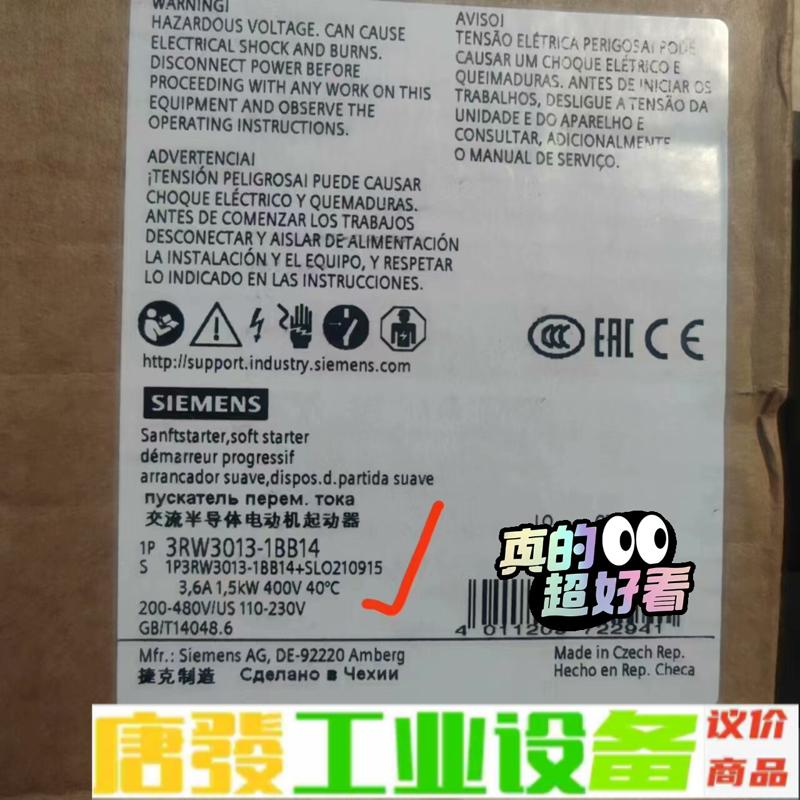 WARNING!
HAZARDOUS VOLTAGE. CAN CAUSE
ELECTRICAL SHOCK AND BURNS.
DISCONNECT POWER BEFORE
PROCEEDING WITH ANY WORK ON THIS
EQUIPMENT AND OBSERVE THE
OPERATING INSTRUCTIONS.
ADVERTENCIA!
¡TENSIÓN PELIGROSA! PUEDE CAUSAR
CHOQUE ELÉCTRICO Y QUEMADURAS.
ANTES DE COMENZAR LOS TRABAJOS
DESCONECTAR Y AISLAR DE ALIMENTACIÓN
LA INSTALACIÓN Y EL EQUIPO, Y RESPETAR
LO INDICADO EN LAS INSTRUCCIONES.
AVISO!
TENSÃO ELÉTRICA PERIGOSA! PODE
CAUSAR UM CHOQUE ELÉTRICO E
QUEIMADURAS. ANTES DE INICIAR OS
TRABALHOS, DESLIGUE A TENSÃO DA
UNIDADE E DO APARELHO E
CONSULTAR, ADICIONALMENTE
O MANUAL DE SERVIÇO.
CCC EAC CE
http://support.industry.siemens.com
SIEMENS
Sanftstarter,soft starter
démarreur progressif
arrancador suave,dispos.d.partida suave
пускатель перем. тока
交流半导体电动机起动器
1P 3RW3013-1BB14
S 1P3RW3013-1BB14+SLO210915
3,6A 1,5kW 400V 40°C
200-480V/US 110-230V
GB/T14048.6
真的
超好看
Mfr.: Siemens AG, DE-92220 Amberg
捷克制造 Сделано в Чехии
Made in Czech Rep.
Hecho en Rep. Checa
唐發工业设备
议价
商品